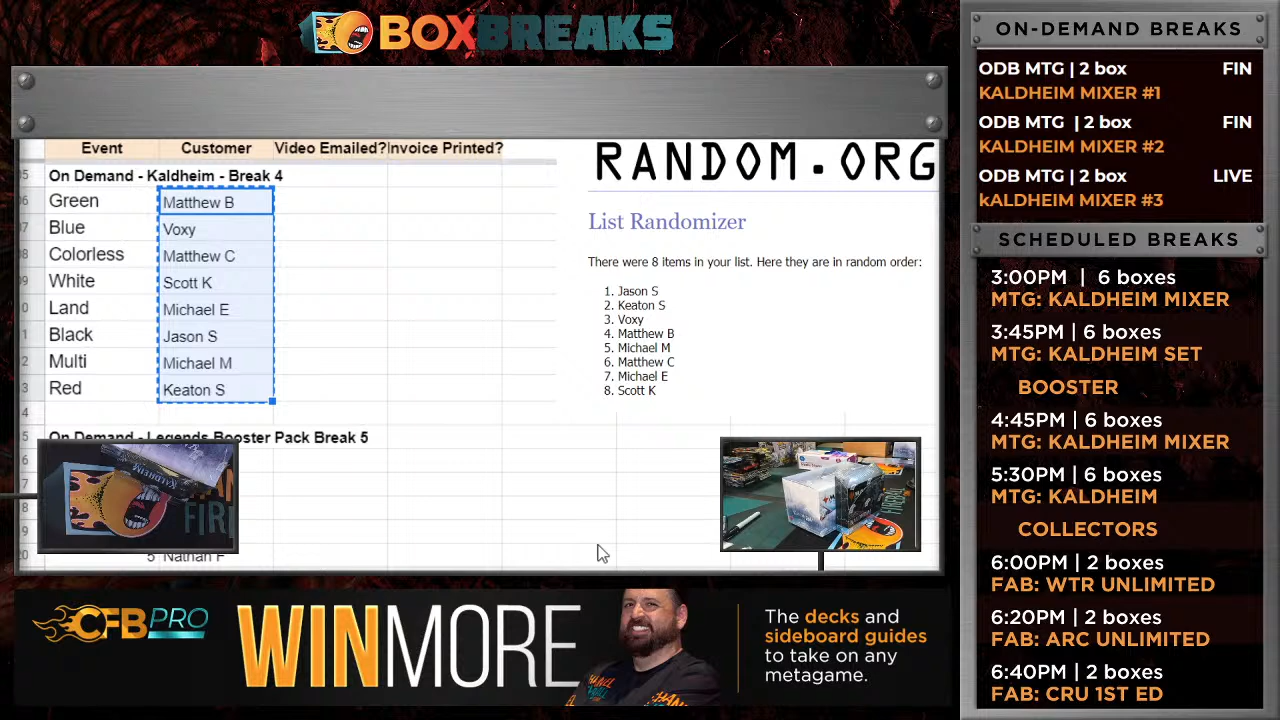 BOXBREAKS
Event Customer Video Emailed? Invoice Printed?
On Demand - Kaldheim - Break 4
Green Matthew B
Blue Voxy
Colorless Matthew C
White Scott K
Land Michael E
Black Jason S
Multi Michael M
Red Keaton S
On Demand - Legends Booster Pack Break 5
5 Nathan F
RANDOM.ORG
List Randomizer
There were 8 items in your list. Here they are in random order:
1. Jason S
2. Keaton S
3. Voxy
4. Matthew B
5. Michael M
6. Matthew C
7. Michael E
8. Scott K
KALDHEIM
CFB PRO
WINMORE
The decks and
sideboard guides
to take on any
metagame.
ON-DEMAND BREAKS
ODB MTG | 2 box FIN
KALDHEIM MIXER #1
ODB MTG | 2 box FIN
KALDHEIM MIXER #2
ODB MTG | 2 box LIVE
kALDHEIM MIXER #3
SCHEDULED BREAKS
3:00PM | 6 boxes
MTG: KALDHEIM MIXER
3:45PM | 6 boxes
MTG: KALDHEIM SET
BOOSTER
4:45PM | 6 boxes
MTG: KALDHEIM MIXER
5:30PM | 6 boxes
MTG: KALDHEIM
COLLECTORS
6:00PM | 2 boxes
FAB: WTR UNLIMITED
6:20PM | 2 boxes
FAB: ARC UNLIMITED
6:40PM | 2 boxes
FAB: CRU 1ST ED